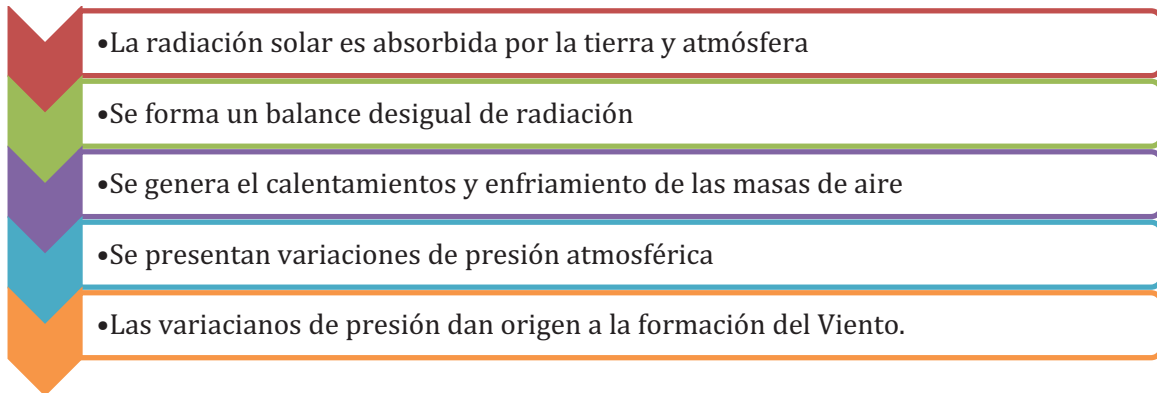 •La radiación solar es absorbida por la tierra y atmósfera
•Se forma un balance desigual de radiación
•Se genera el calentamientos y enfriamiento de las masas de aire
•Se presentan variaciones de presión atmosférica
•Las variacianos de presión dan origen a la formación del Viento.